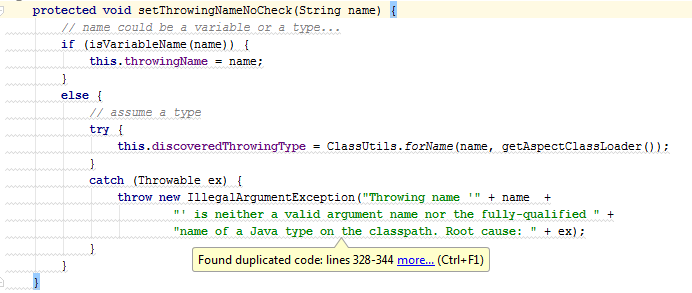 protected void setThrowingNameNoCheck(String name) {
// name could be a variable or a type...
if (isVariableName(name)) {
this.throwingName = name;
}
else {
// assume a type
try {
this.discoveredThrowingType = ClassUtils.forName(name, getAspectClassLoader());
}
catch (Throwable ex) {
throw new IllegalArgumentException("Throwing name '" + name  +
"' is neither a valid argument name nor the fully-qualified " +
"name of a Java type on the classpath. Root cause: " + ex);
}
Found duplicated code: lines 328-344 more... (Ctrl+F1)
}
}